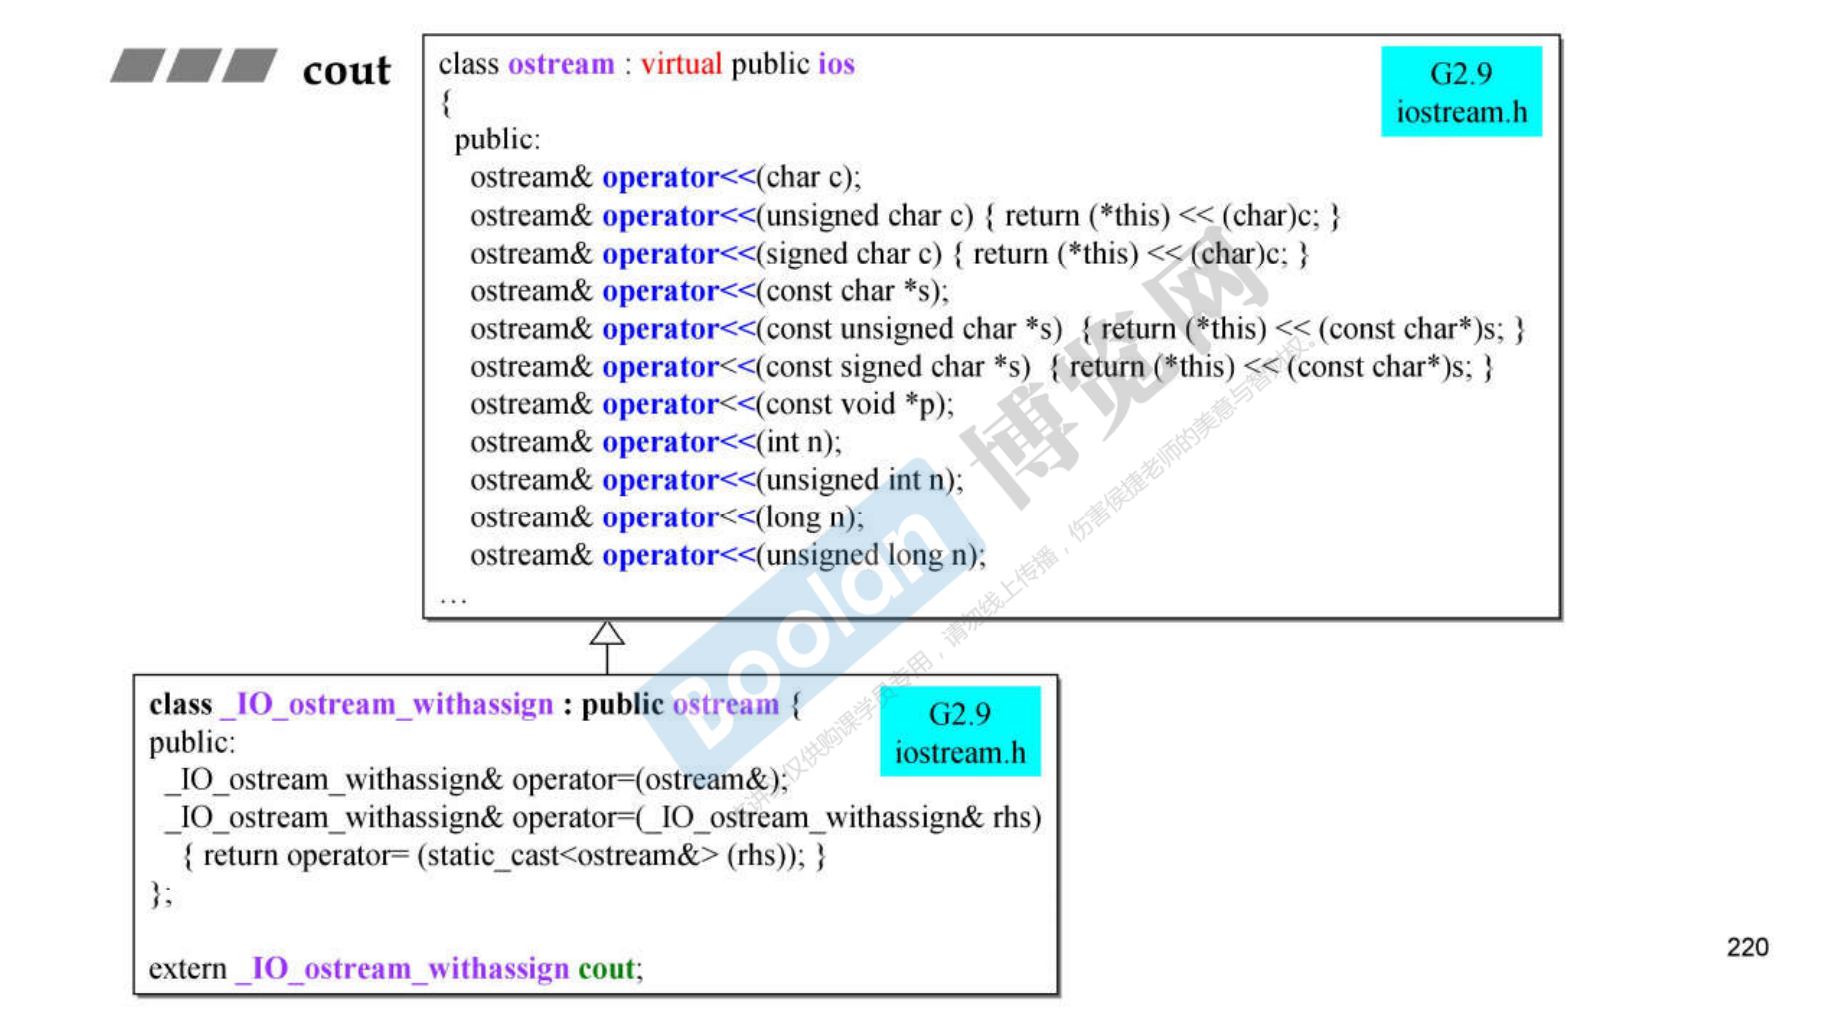 cout
class ostream : virtual public ios
{
public:
ostream& operator<<(char c);
ostream& operator<<(unsigned char c) { return (*this) << (char)c; }
ostream& operator<<(signed char c) { return (*this) << (char)c; }
ostream& operator<<(const char *s);
ostream& operator<<(const unsigned char *s) { return (*this) << (const char*)s; }
ostream& operator<<(const signed char *s) { return (*this) << (const char*)s; }
ostream& operator<<(const void *p);
ostream& operator<<(int n);
ostream& operator<<(unsigned int n);
ostream& operator<<(long n);
ostream& operator<<(unsigned long n);
...
G2.9
iostream.h
class _IO_ostream_withassign : public ostream {
public:
_IO_ostream_withassign& operator=(ostream&);
_IO_ostream_withassign& operator=(_IO_ostream_withassign& rhs)
{ return operator= (static_cast<ostream&> (rhs)); }
};
extern _IO_ostream_withassign cout;
G2.9
iostream.h
Boolan 博览网
仅供购课学员专用，请勿线上传播，伤害侯捷老师的美意与智
220